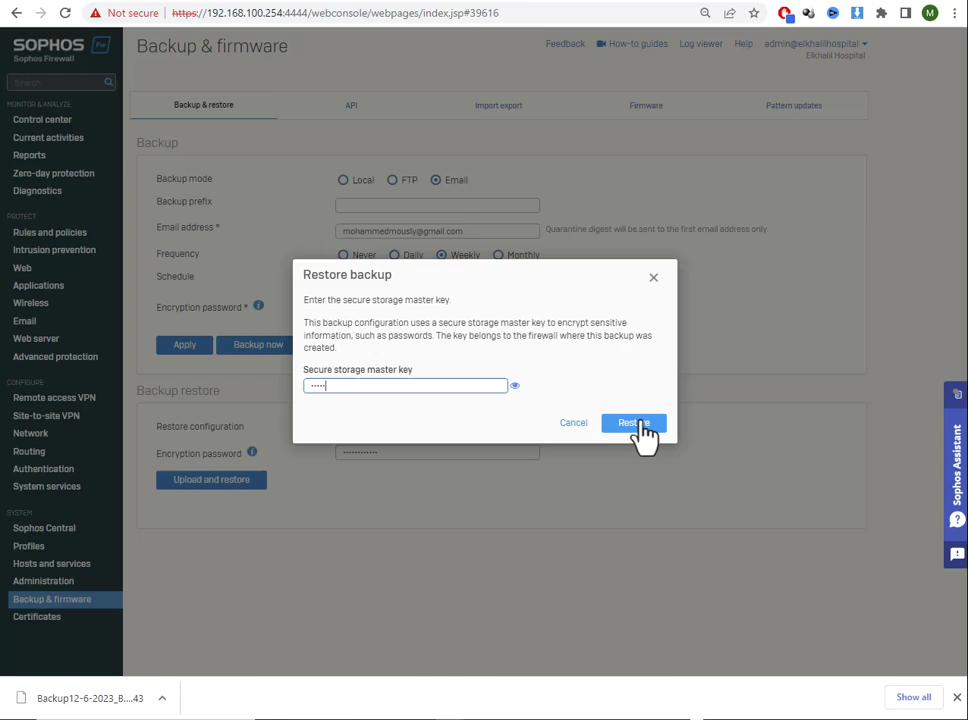 Not secure
https://192.168.100.254:4444/webconsole/webpages/index.jsp#39616
M
SOPHOS Fw
Sophos Firewall
Search
MONITOR & ANALYZE
Control center
Current activities
Reports
Zero-day protection
Diagnostics
PROTECT
Rules and policies
Intrusion prevention
Web
Applications
Wireless
Email
Web server
Advanced protection
CONFIGURE
Remote access VPN
Site-to-site VPN
Network
Routing
Authentication
System services
SYSTEM
Sophos Central
Profiles
Hosts and services
Administration
Backup & firmware
Certificates
Backup & firmware
Feedback How-to guides Log viewer Help admin@elkhalilhospital
Elkhalil Hospital
Backup & restore API Import export Firmware Pattern updates
Backup
Backup mode Local FTP Email
Backup prefix
Email address * mohammedmously@gmail.com Quarantine digest will be sent to the first email address only
Frequency Never Daily Weekly Monthly
Schedule
Encryption password *
Apply Backup now
Restore backup
Enter the secure storage master key.
This backup configuration uses a secure storage master key to encrypt sensitive
information, such as passwords. The key belongs to the firewall where this backup was
created.
Secure storage master key
Cancel
Backup restore
Restore configuration
Encryption password
Upload and restore
Sophos Assistant
Backup12-6-2023_B....43
Show all